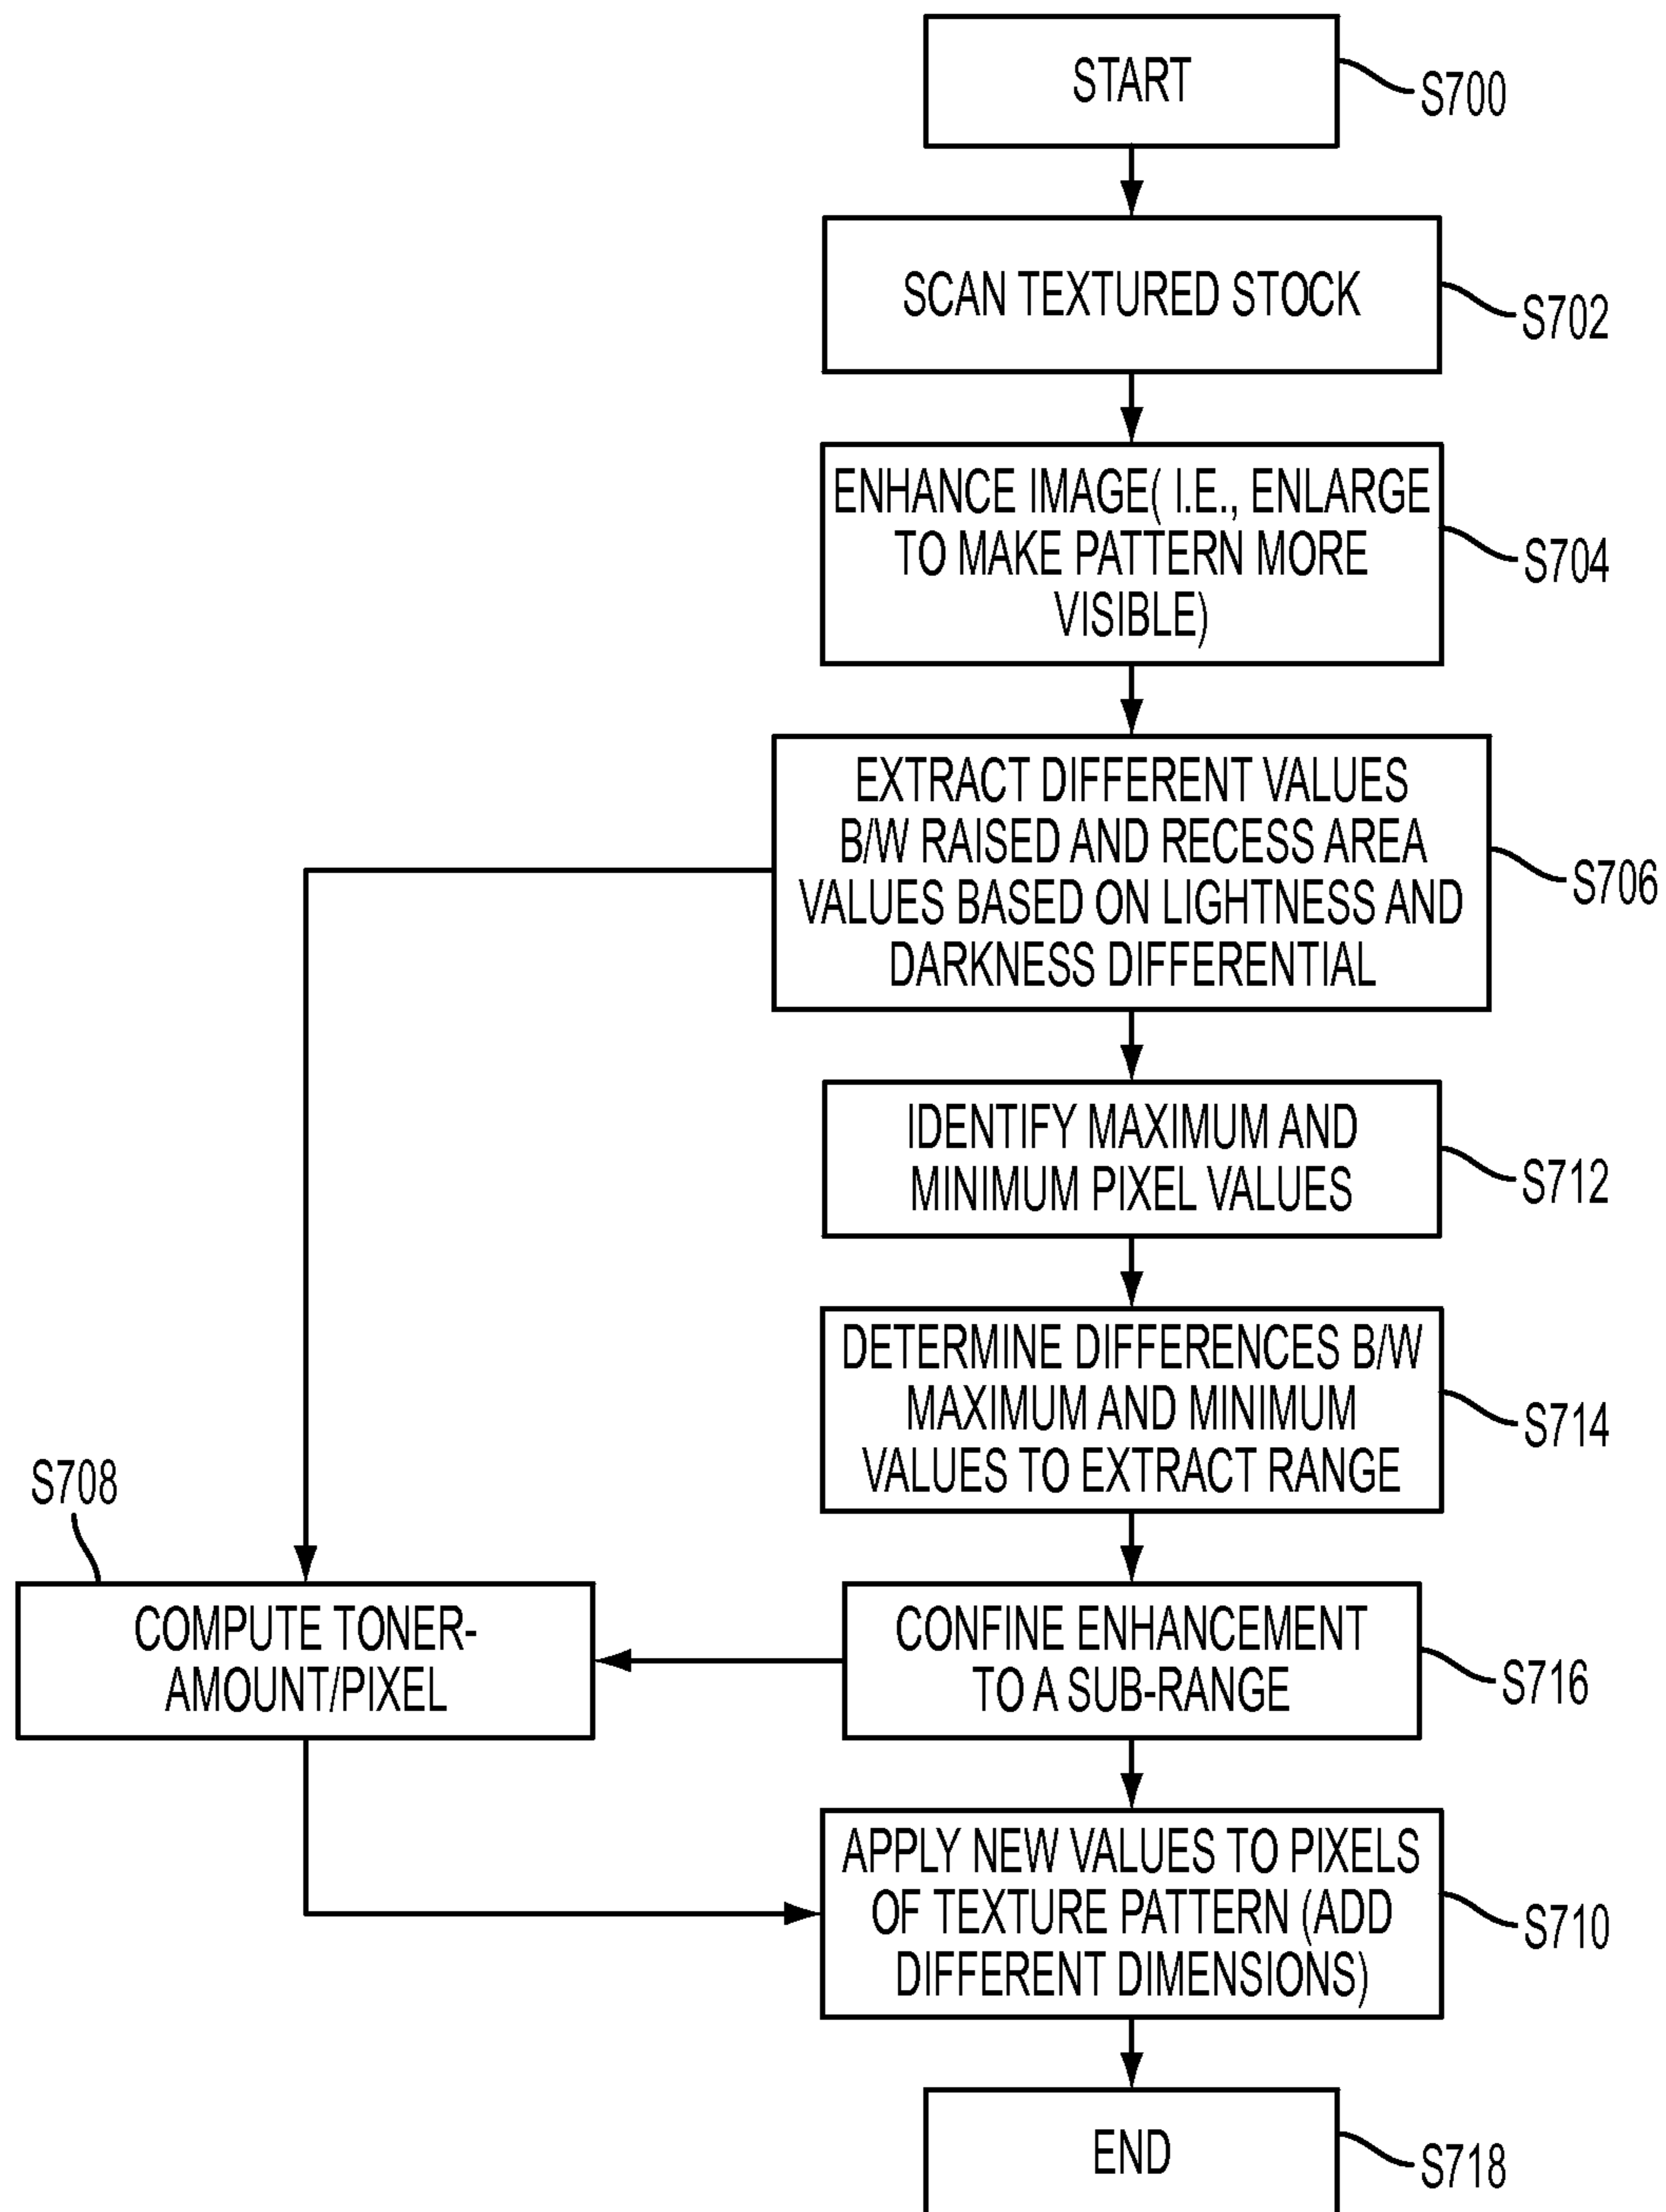 START
S700
SCAN TEXTURED STOCK
S702
ENHANCE IMAGE( I.E., ENLARGE
TO MAKE PATTERN MORE
VISIBLE)
S704
EXTRACT DIFFERENT VALUES
B/W RAISED AND RECESS AREA
VALUES BASED ON LIGHTNESS AND
DARKNESS DIFFERENTIAL
S706
IDENTIFY MAXIMUM AND
MINIMUM PIXEL VALUES
S712
DETERMINE DIFFERENCES B/W
MAXIMUM AND MINIMUM
VALUES TO EXTRACT RANGE
S714
S708
COMPUTE TONER-
AMOUNT/PIXEL
CONFINE ENHANCEMENT
TO A SUB-RANGE
S716
APPLY NEW VALUES TO PIXELS
OF TEXTURE PATTERN (ADD
DIFFERENT DIMENSIONS)
S710
END
S718